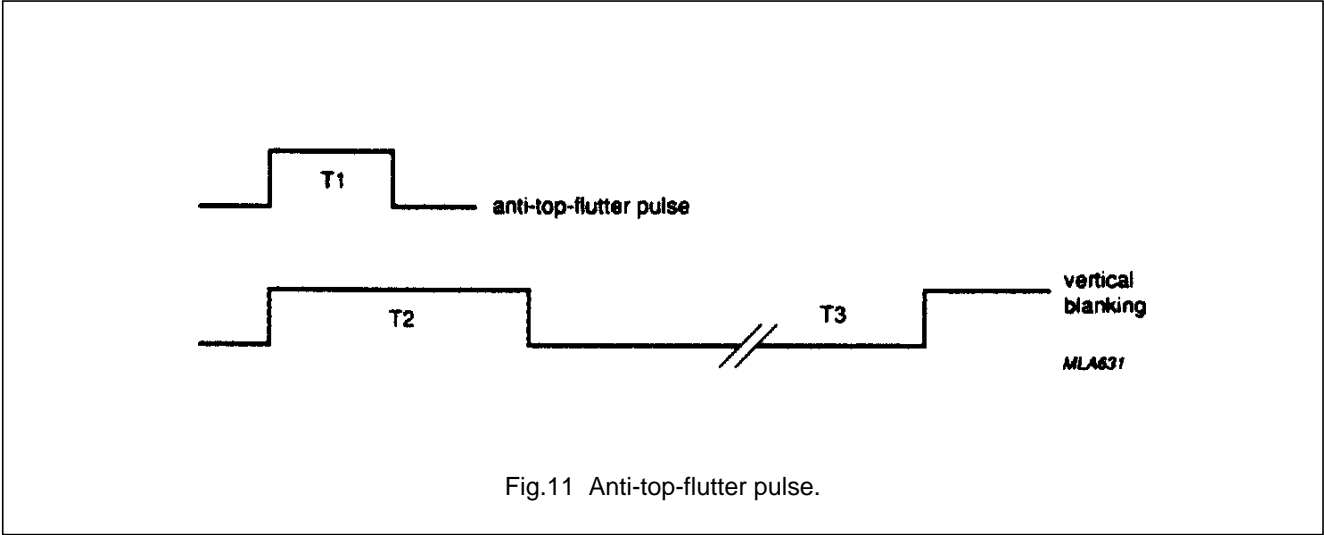 T1
anti-top-flutter pulse
T2
T3
vertical
blanking
MLA631
Fig.11 Anti-top-flutter pulse.